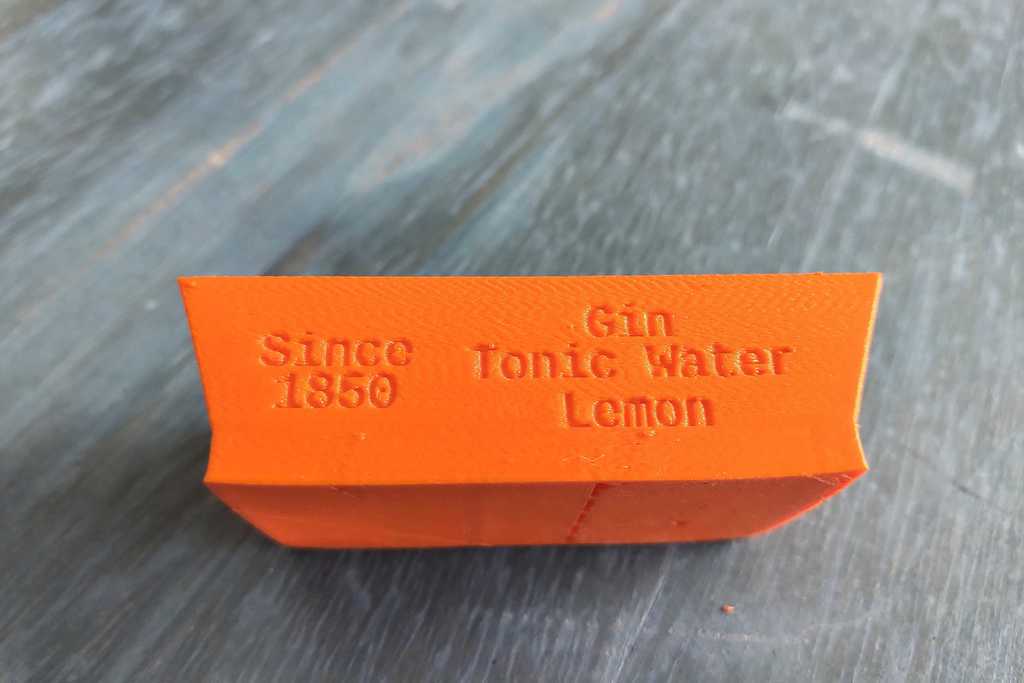 Since
1850
Gin
Tonic Water
Lemon